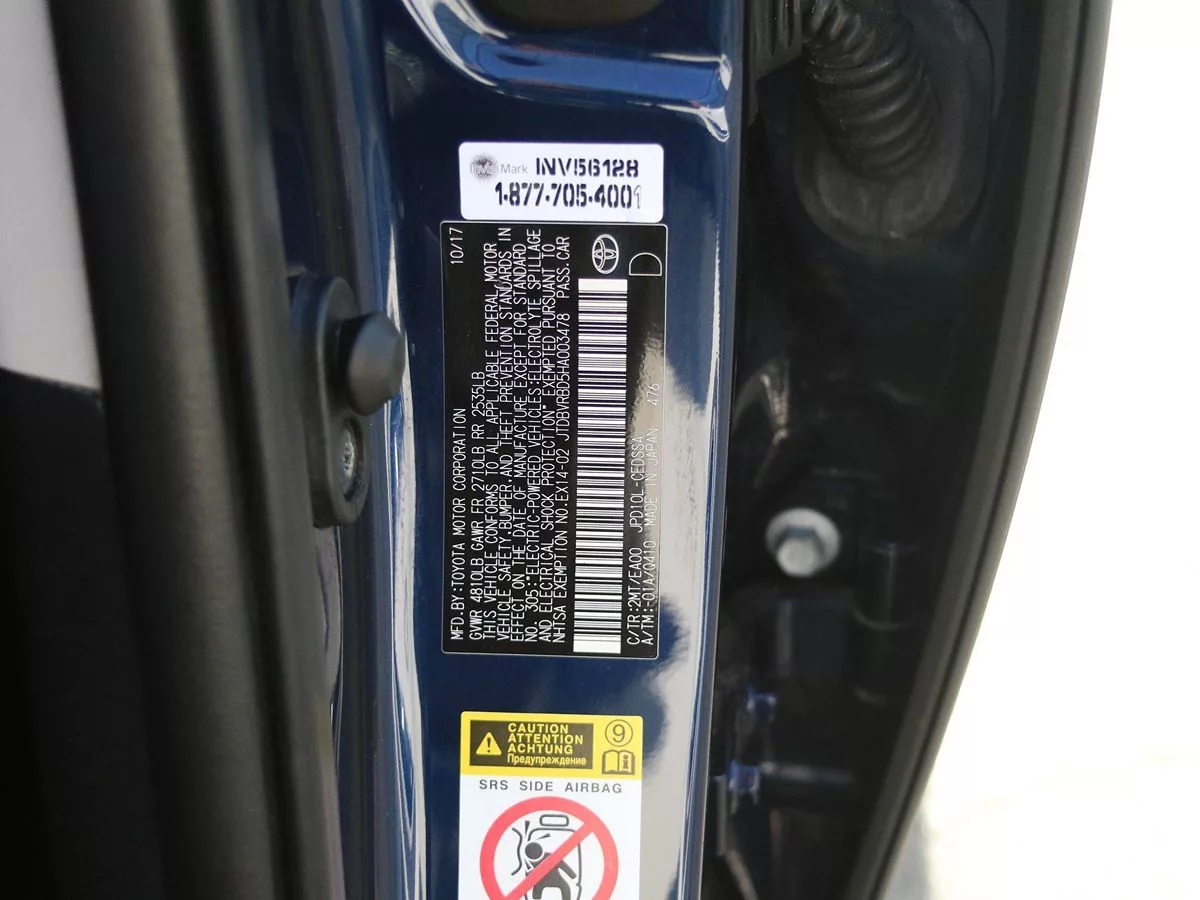 InVinci Mark INV56128
1-877-705-4001
MFD.BY:TOYOTA MOTOR CORPORATION 10/17
GVWR 4810LB GAWR FR 2710LB RR 2535LB
THIS VEHICLE CONFORMS TO ALL APPLICABLE FEDERAL MOTOR
VEHICLE SAFETY,BUMPER,AND THEFT PREVENTION STANDARDS IN
EFFECT ON THE DATE OF MANUFACTURE EXCEPT FOR STANDARD
NO. 305:"ELECTRIC-POWERED VEHICLES:ELECTROLYTE SPILLAGE
AND ELECTRICAL SHOCK PROTECTION" EXEMPTED PURSUANT TO
NHTSA EXEMPTION NO.EX14-02 JTDBVRBD5HA003478 PASS.CAR
C/TR:2MT/EA00 JPD10L-CEDSSA D
A/TM:-01A/Q410 MADE IN JAPAN 476
CAUTION
ATTENTION
ACHTUNG
Предупреждение
9
SRS SIDE AIRBAG